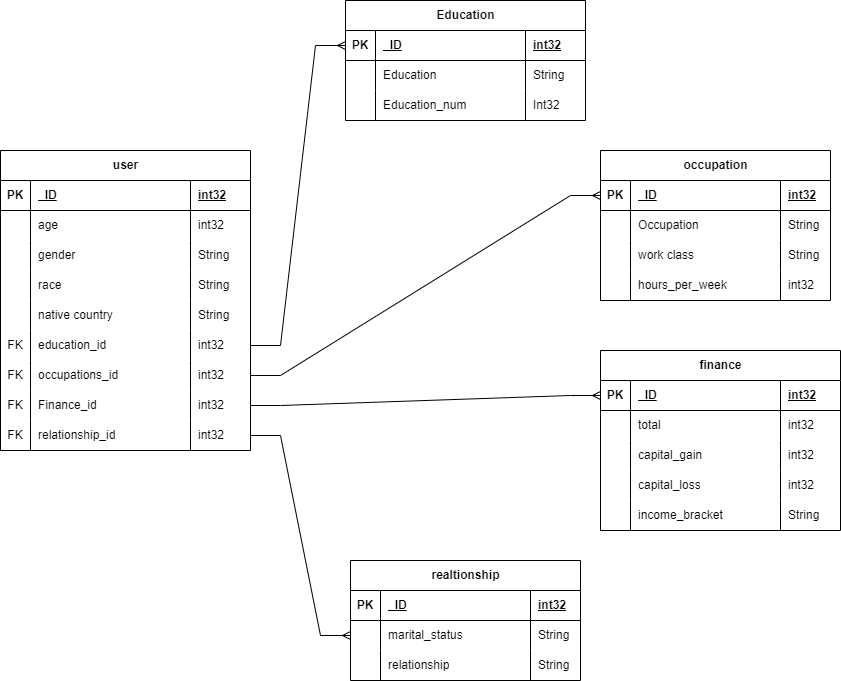 Education
PK _ID int32
Education String
Education_num Int32
user
PK _ID int32
age int32
gender String
race String
native country String
FK education_id int32
FK occupations_id int32
FK Finance_id int32
FK relationship_id int32
occupation
PK _ID int32
Occupation String
work class String
hours_per_week int32
finance
PK _ID int32
total int32
capital_gain int32
capital_loss int32
income_bracket String
realtionship
PK _ID int32
marital_status String
relationship String